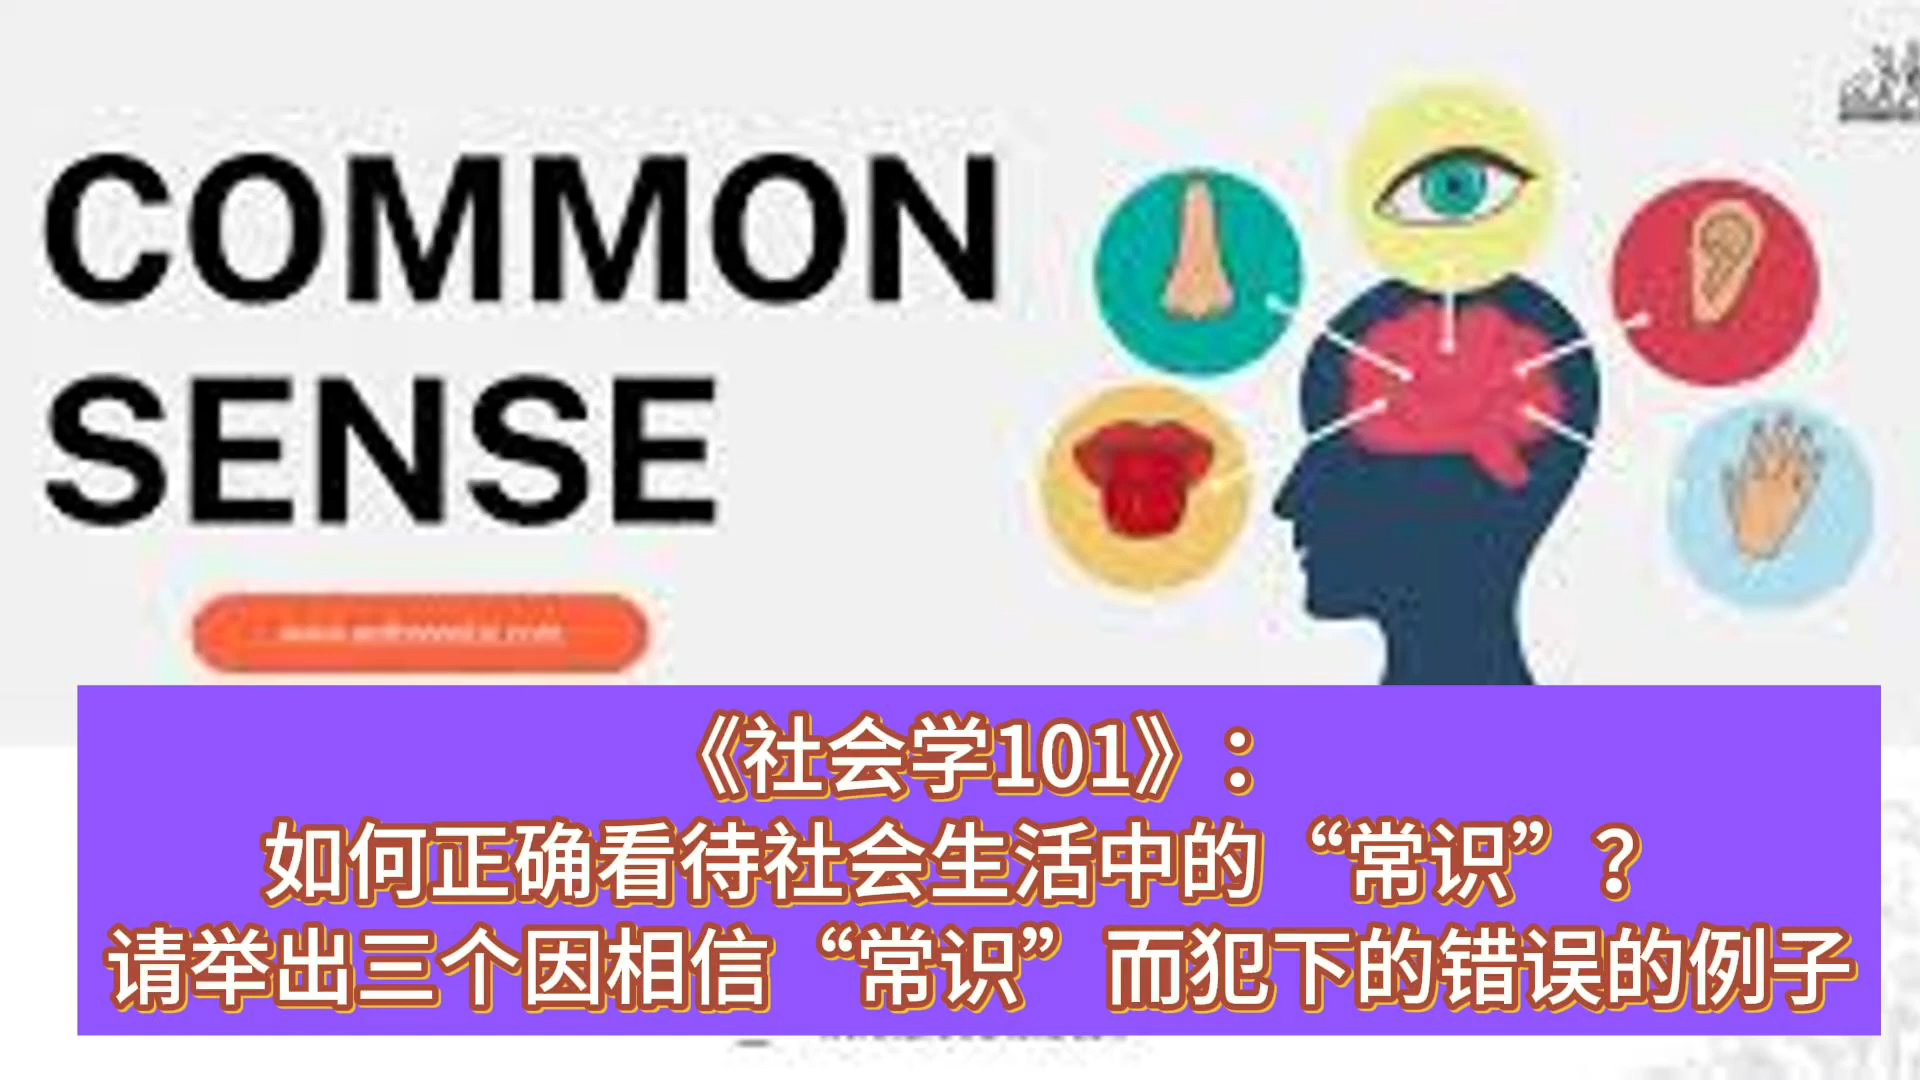 COMMON
SENSE
《社会学101》：
如何正确看待社会生活中的“常识”？
请举出三个因相信“常识”而犯下的错误的例子